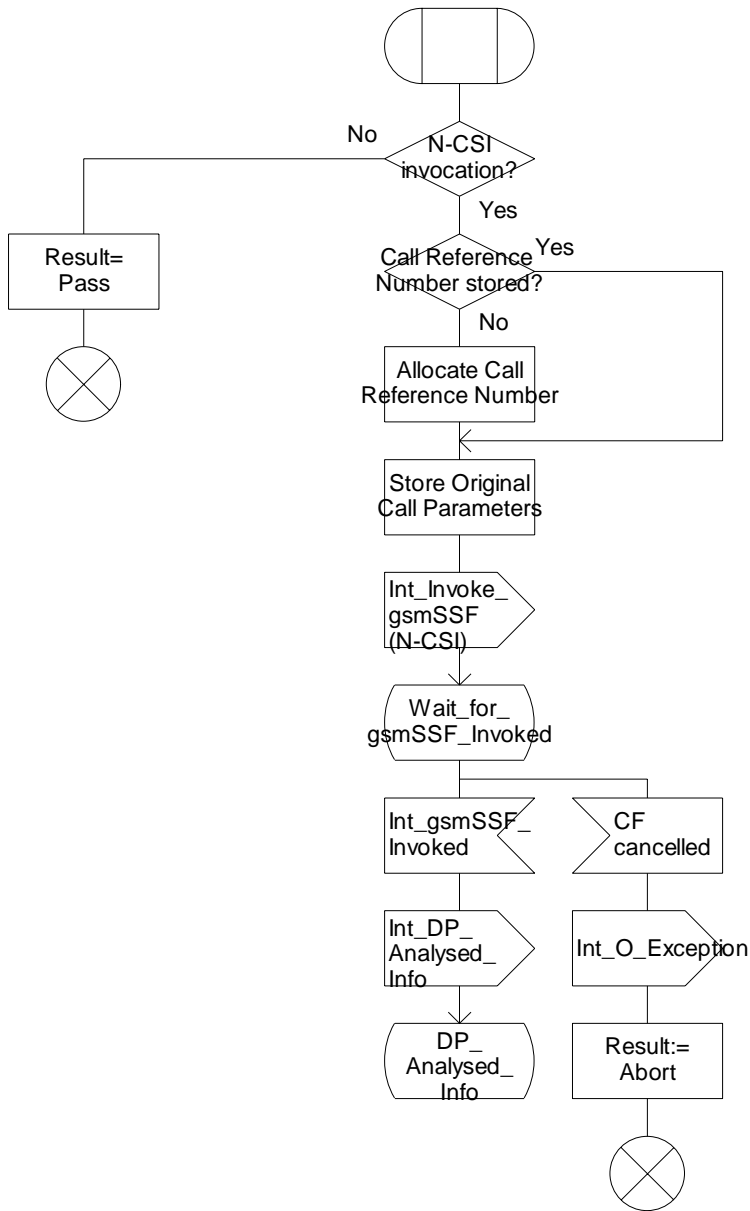 No
N-CSI
invocation?
Yes
Result=
Pass
Call Reference
Number stored?
Yes
No
Allocate Call
Reference Number
Store Original
Call Parameters
Int_Invoke_
gsmSSF
(N-CSI)
Wait_for_
gsmSSF_Invoked
Int_gsmSSF_
Invoked
CF
cancelled
Int_DP_
Analysed_
Info
Int_O_Exception
DP_
Analysed_
Info
Result:=
Abort